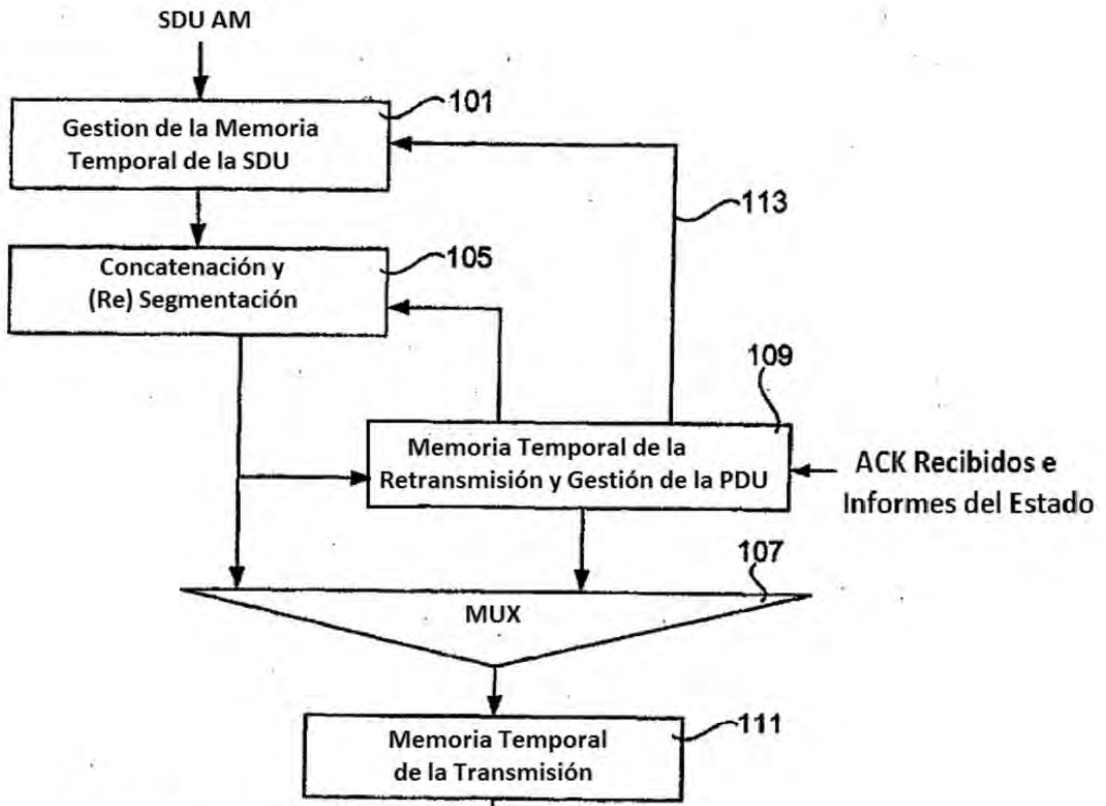 SDU AM
101
Gestion de la Memoria
Temporal de la SDU
113
105
Concatenación y
(Re) Segmentación
109
Memoria Temporal de la
Retransmisión y Gestión de la PDU
ACK Recibidos e
Informes del Estado
107
MUX
111
Memoria Temporal
de la Transmisión